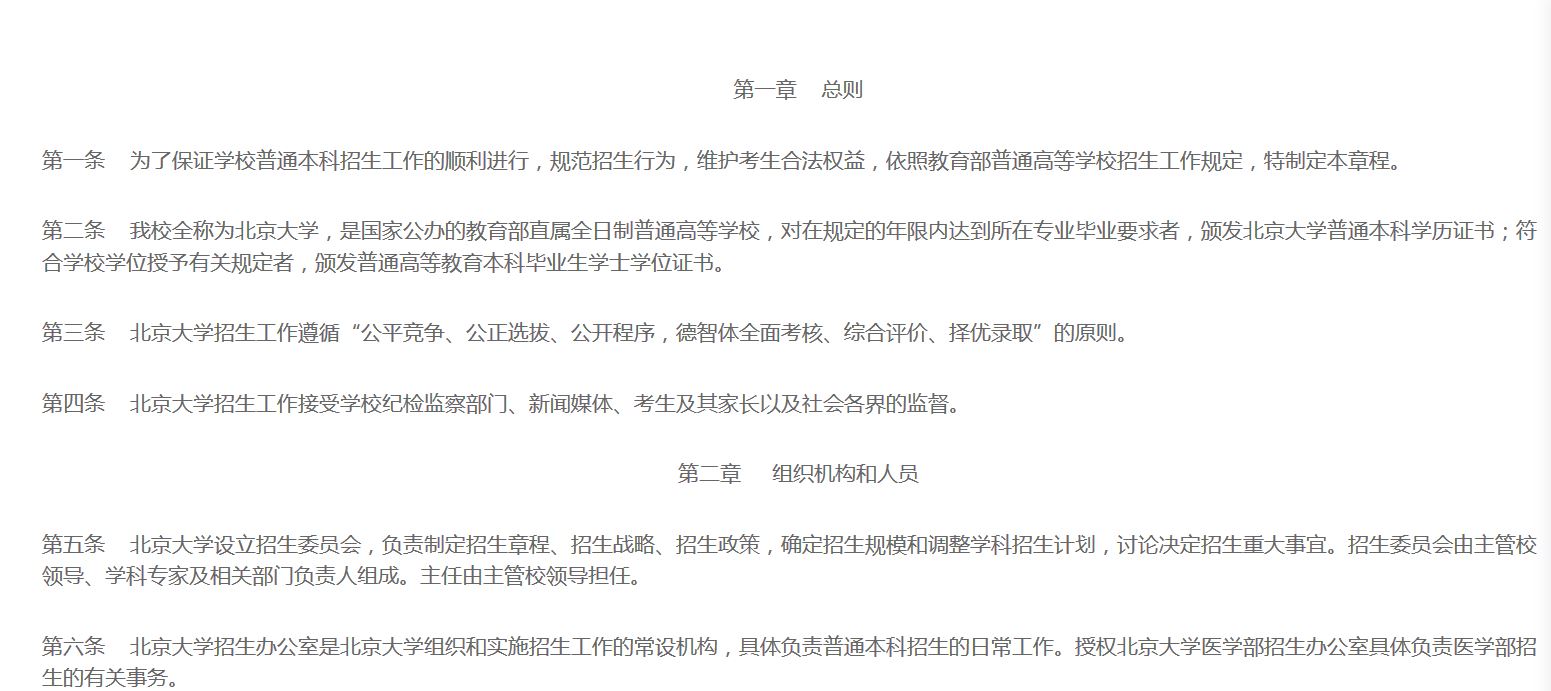 第一章 总则
第一条 为了保证学校普通本科招生工作的顺利进行，规范招生行为，维护考生合法权益，依照教育部普通高等学校招生工作规定，特制定本章程。
第二条 我校全称为北京大学，是国家公办的教育部直属全日制普通高等学校，对在规定的年限内达到所在专业毕业要求者，颁发北京大学普通本科学历证书；符
合学校学位授予有关规定者，颁发普通高等教育本科毕业生学士学位证书。
第三条 北京大学招生工作遵循“公平竞争、公正选拔、公开程序，德智体全面考核、综合评价、择优录取”的原则。
第四条 北京大学招生工作接受学校纪检监察部门、新闻媒体、考生及其家长以及社会各界的监督。
第二章 组织机构和人员
第五条 北京大学设立招生委员会，负责制定招生章程、招生战略、招生政策，确定招生规模和调整学科招生计划，讨论决定招生重大事宜。招生委员会由主管校
领导、学科专家及相关部门负责人组成。主任由主管校领导担任。
第六条 北京大学招生办公室是北京大学组织和实施招生工作的常设机构，具体负责普通本科招生的日常工作。授权北京大学医学部招生办公室具体负责医学部招
生的有关事务。